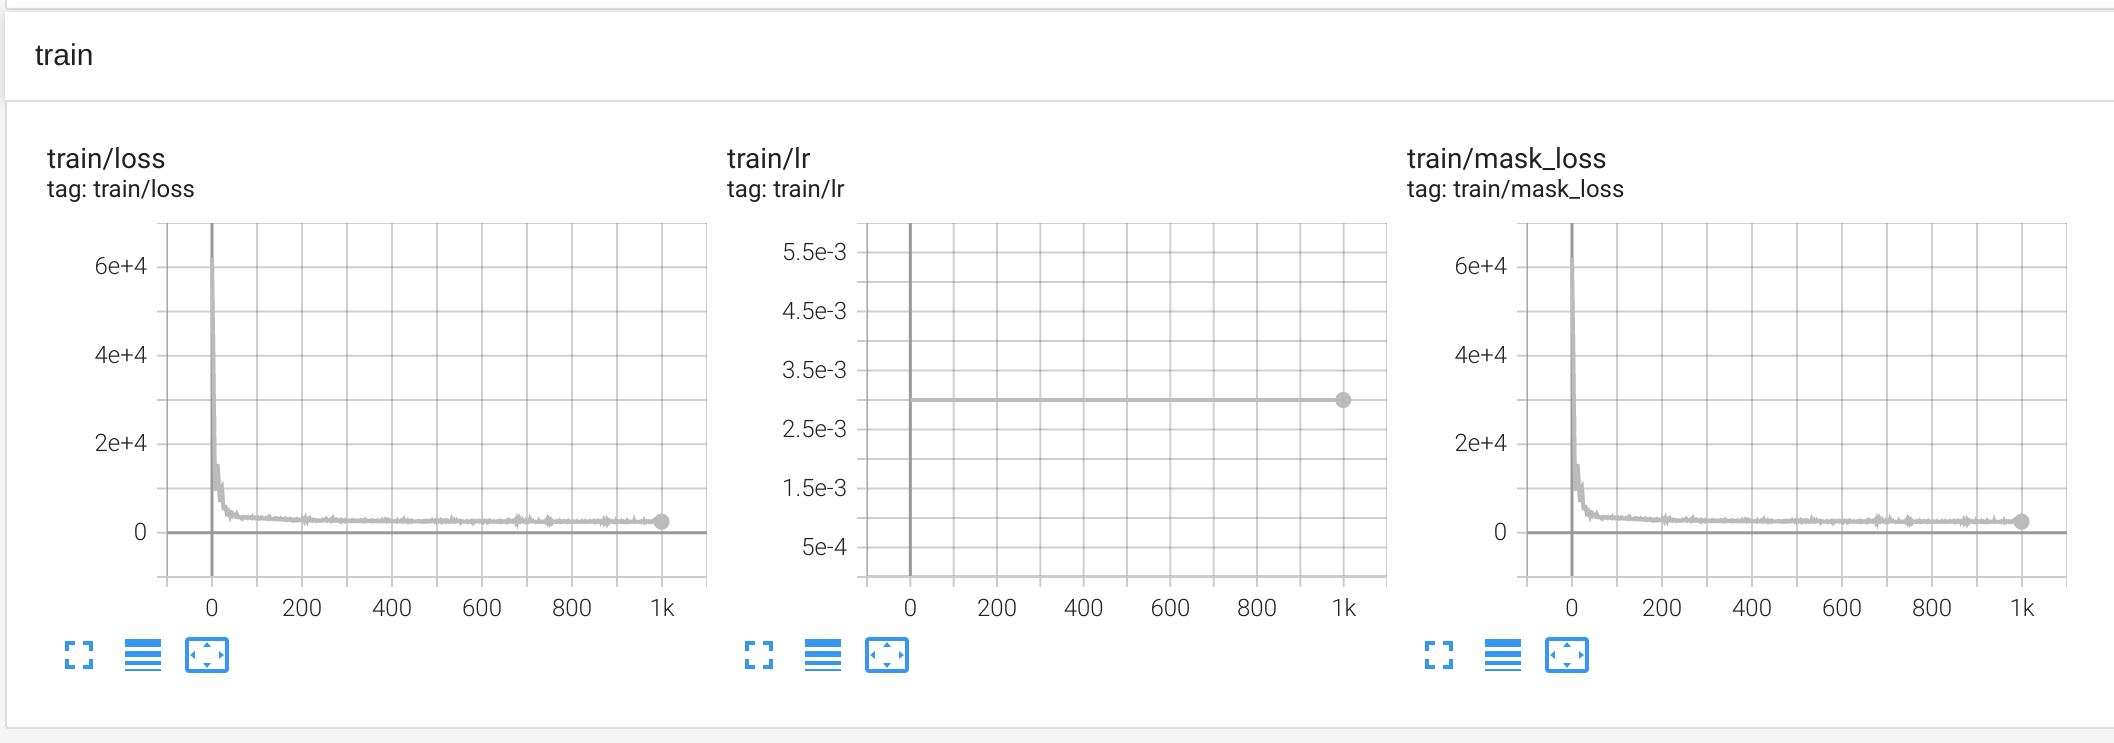 train
train/loss
tag: train/loss
6e+4
4e+4
2e+4
0
0 200 400 600 800 1k
train/lr
tag: train/lr
5.5e-3
4.5e-3
3.5e-3
2.5e-3
1.5e-3
5e-4
0 200 400 600 800 1k
train/mask_loss
tag: train/mask_loss
6e+4
4e+4
2e+4
0
0 200 400 600 800 1k